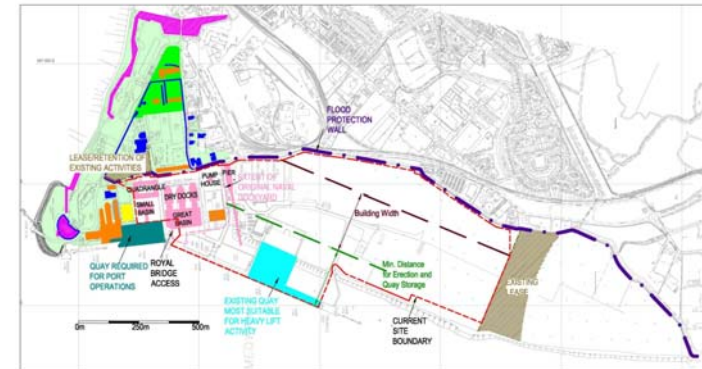 FLOOD
PROTECTION
WALL
LEASE/RETENTION OF
EXISTING ACTIVITIES
QUADRANGLE
PUMP
HOUSE
PIER
EXTENT OF
ORIGINAL NAVAL
DOCKYARD
SMALL
BASIN
DRY DOCKS
GREAT
BASIN
Building Width
QUAY REQUIRED
FOR PORT
OPERATIONS
ROYAL
BRIDGE
ACCESS
Min. Distance
for Erection and
Quay Storage
EXISTING
LEASE
EXISTING QUAY
MOST SUITABLE
FOR HEAVY LIFT
ACTIVITY
CURRENT
SITE
BOUNDARY
0m 250m 500m